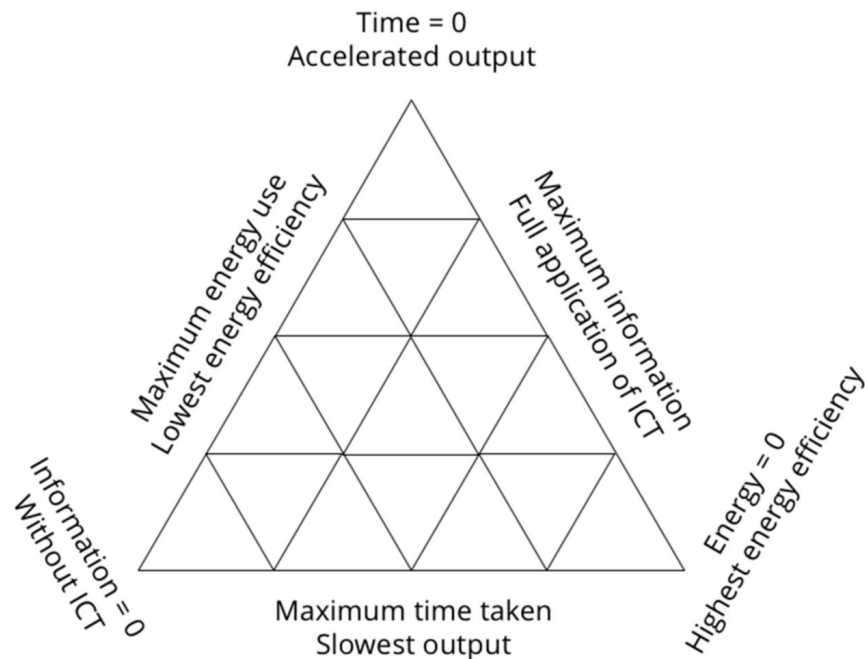 Time = 0
Accelerated output
Maximum energy use
Lowest energy efficiency
Maximum information
Full application of ICT
Information = 0
Without ICT
Energy = 0
Highest energy efficiency
Maximum time taken
Slowest output